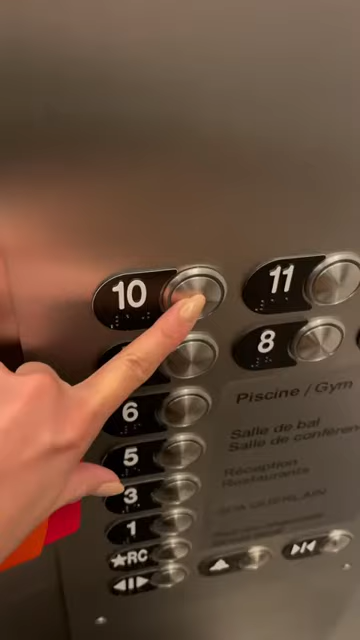 10
11
8
6
Piscine / Gym
5
Salle de bal
Salle de conféren
3
Réception
Restaurants
1
★RC